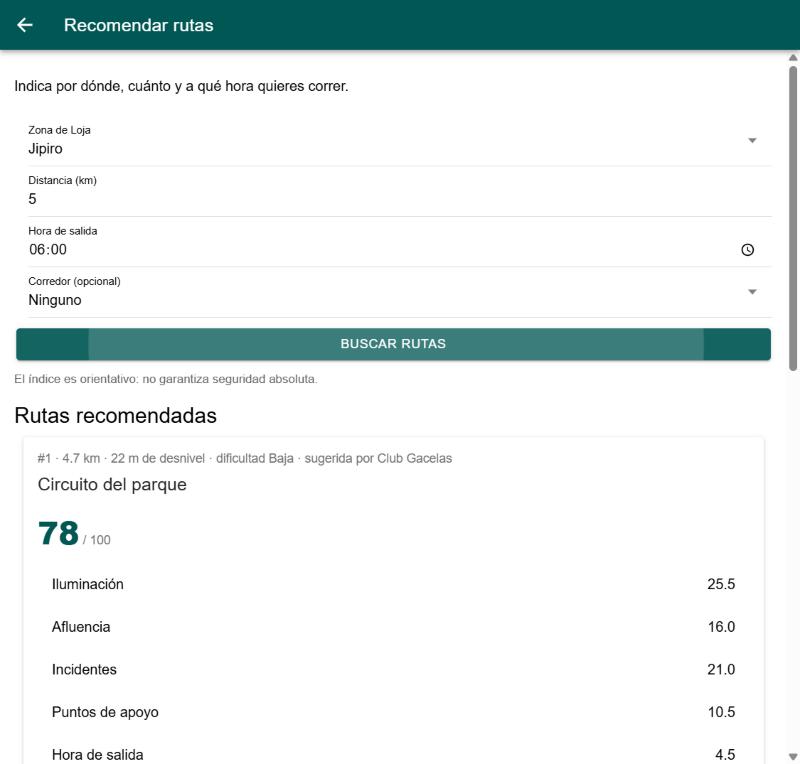 Recomendar rutas
Indica por dónde, cuánto y a qué hora quieres correr.
Zona de Loja
Jipiro
Distancia (km)
5
Hora de salida
06:00
Corredor (opcional)
Ninguno
BUSCAR RUTAS
El índice es orientativo: no garantiza seguridad absoluta.
Rutas recomendadas
#1 · 4.7 km · 22 m de desnivel · dificultad Baja · sugerida por Club Gacelas
Circuito del parque
78 / 100
Iluminación 25.5
Afluencia 16.0
Incidentes 21.0
Puntos de apoyo 10.5
Hora de salida 4.5